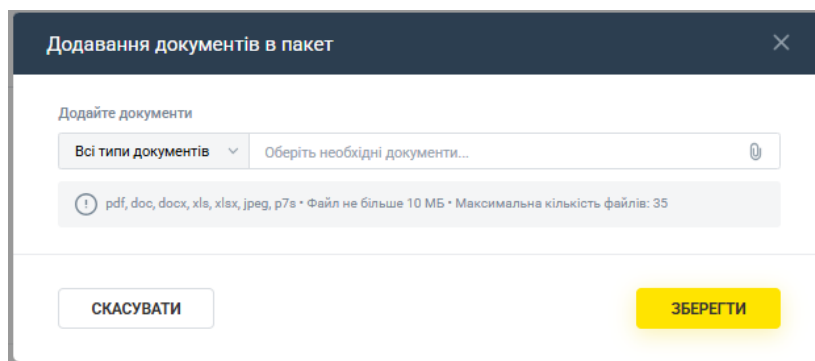 Додавання документів в пакет
Додайте документи
Всі типи документів
Оберіть необхідні документи...
pdf, doc, docx, xls, xlsx, jpeg, p7s • Файл не більше 10 МБ • Максимальна кількість файлів: 35
СКАСУВАТИ
ЗБЕРЕГТИ